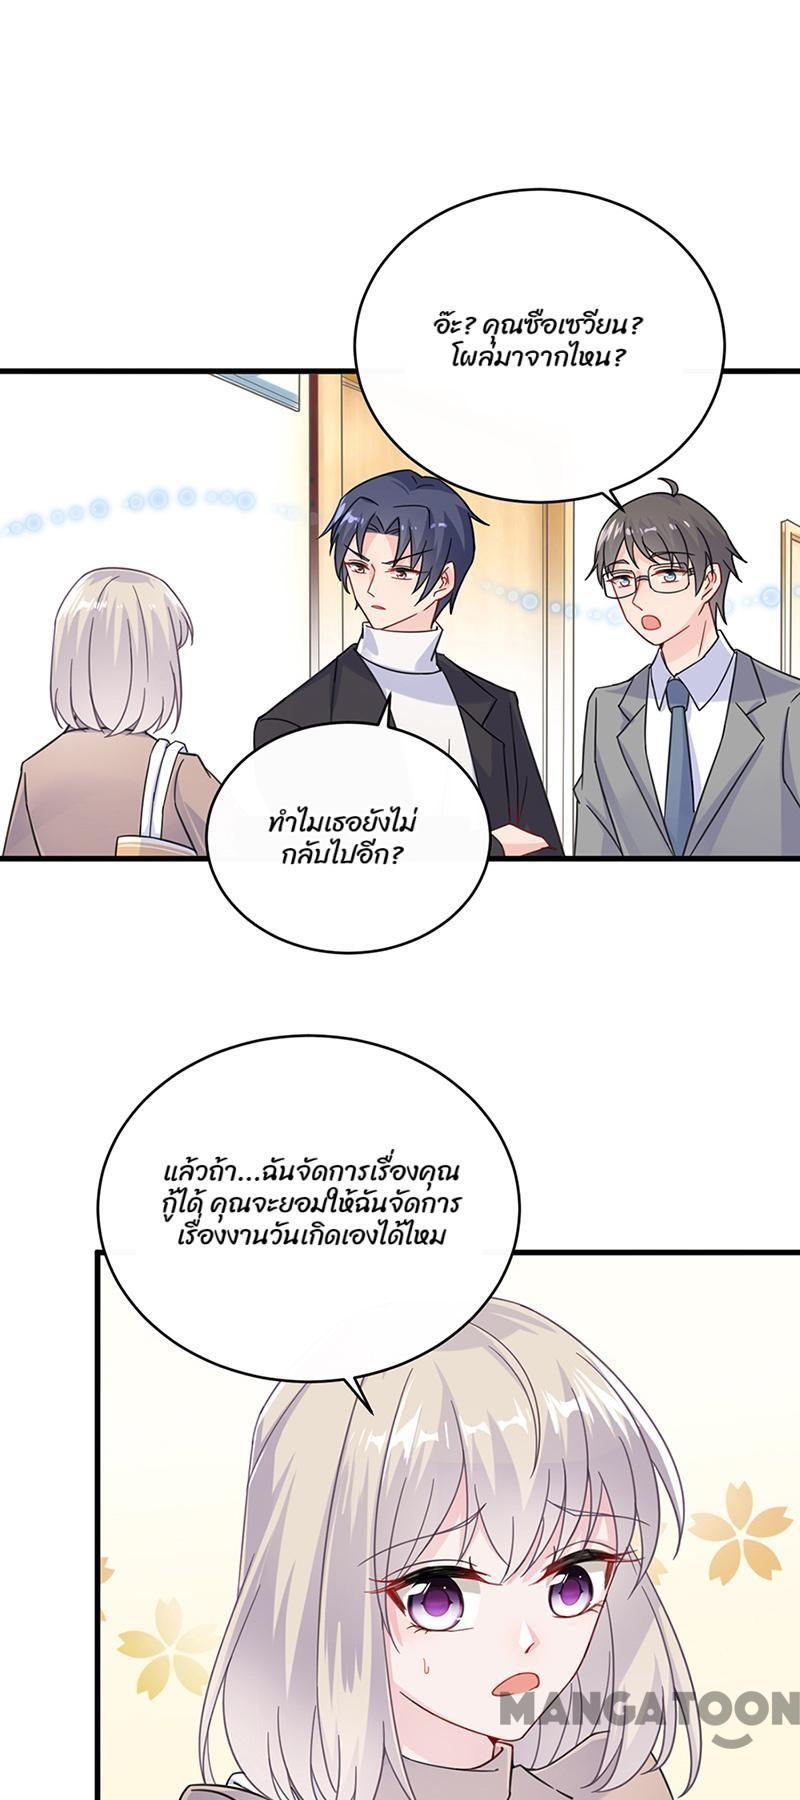 อ๊ะ? คุณซือเซวียน?
โผล่มาจากไหน?
ทำไมเธอยังไม่
กลับไปอีก?
แล้วถ้า...ฉันจัดการเรื่องคุณ
กู้ได้ คุณจะยอมให้ฉันจัดการ
เรื่องงานวันเกิดเองได้ไหม
MANGATOON